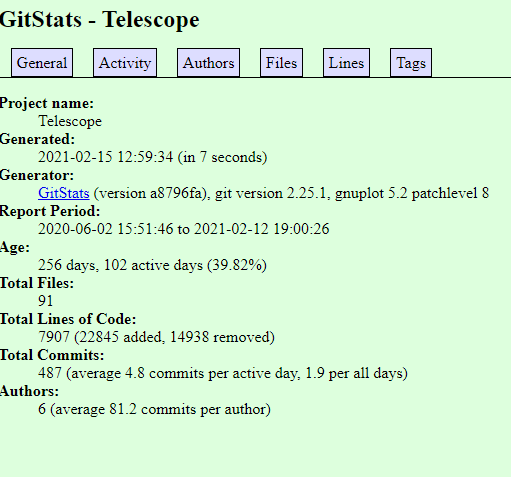 GitStats - Telescope
General Activity Authors Files Lines Tags
Project name:
Telescope
Generated:
2021-02-15 12:59:34 (in 7 seconds)
Generator:
GitStats (version a8796fa), git version 2.25.1, gnuplot 5.2 patchlevel 8
Report Period:
2020-06-02 15:51:46 to 2021-02-12 19:00:26
Age:
256 days, 102 active days (39.82%)
Total Files:
91
Total Lines of Code:
7907 (22845 added, 14938 removed)
Total Commits:
487 (average 4.8 commits per active day, 1.9 per all days)
Authors:
6 (average 81.2 commits per author)